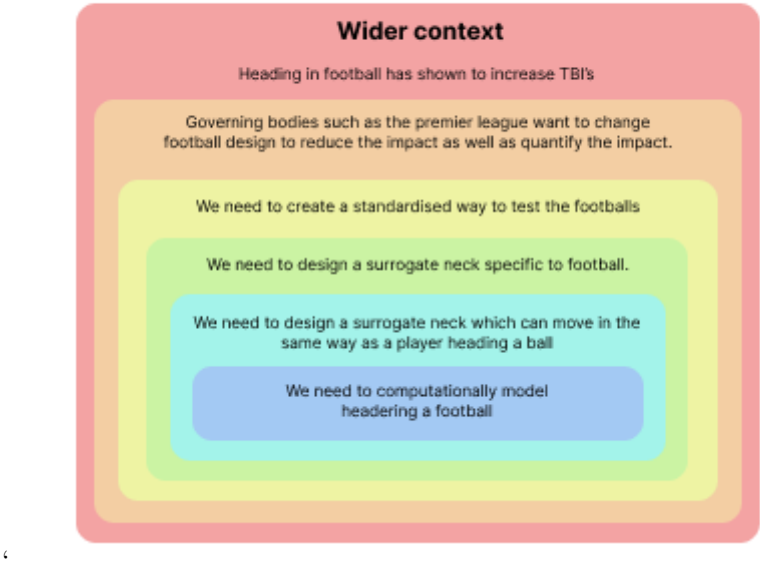 Wider context
Heading in football has shown to increase TBI's
Governing bodies such as the premier league want to change
football design to reduce the impact as well as quantify the impact.
We need to create a standardised way to test the footballs
We need to design a surrogate neck specific to football.
We need to design a surrogate neck which can move in the
same way as a player heading a ball
We need to computationally model
headering a football
‘